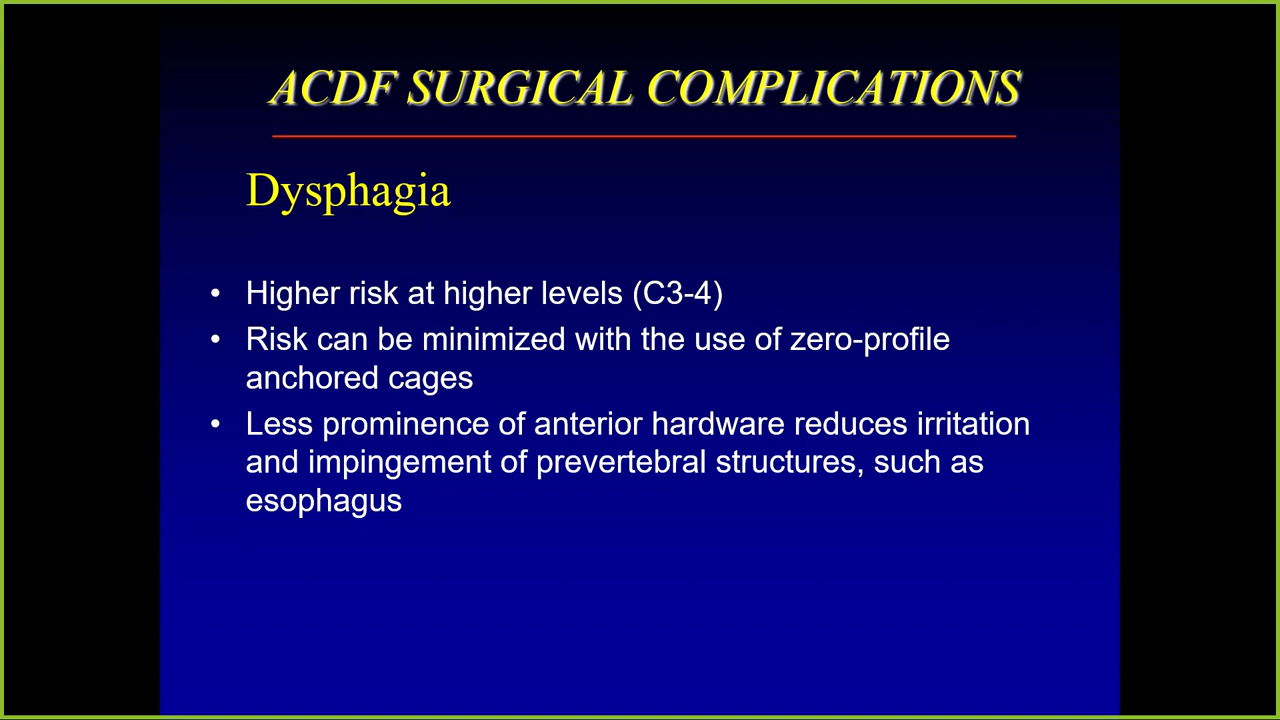 ACDF SURGICAL COMPLICATIONS
Dysphagia
• Higher risk at higher levels (C3-4)
• Risk can be minimized with the use of zero-profile
anchored cages
• Less prominence of anterior hardware reduces irritation
and impingement of prevertebral structures, such as
esophagus